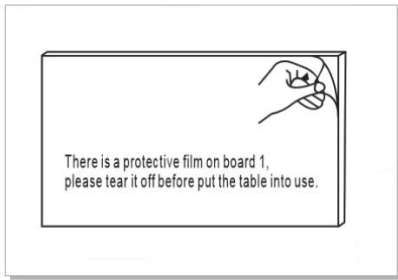 There is a protective film on board 1,
please tear it off before put the table into use.